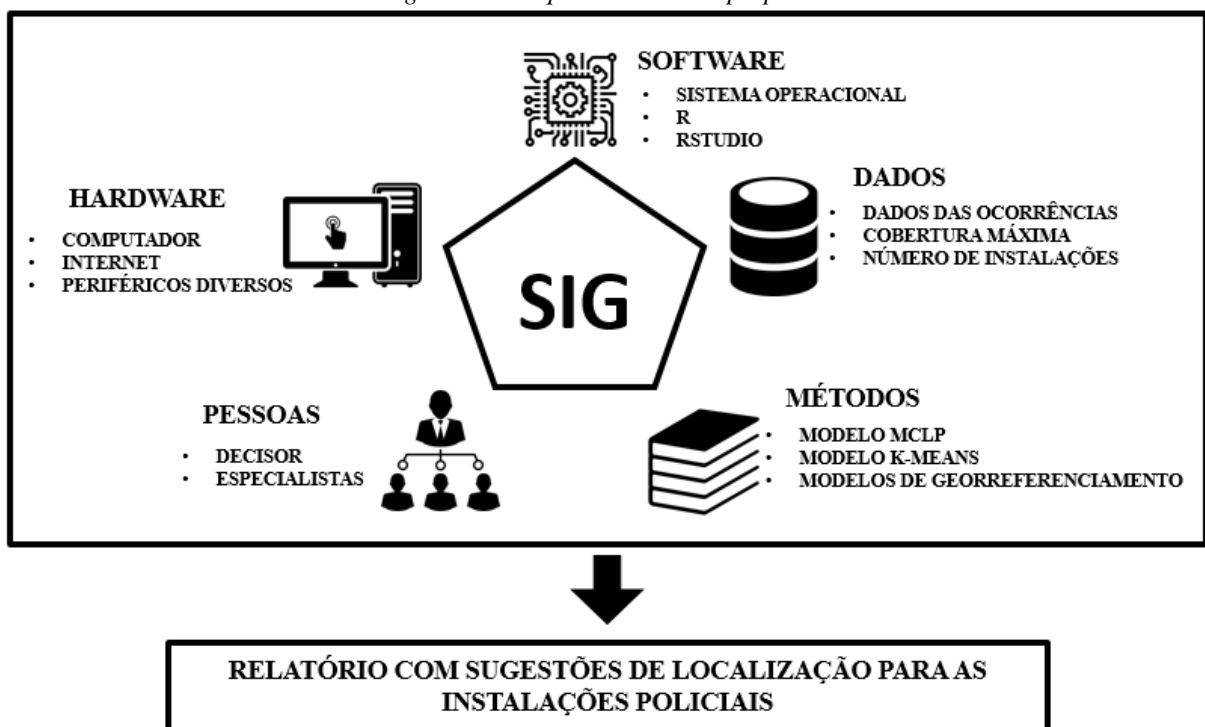 SOFTWARE
• SISTEMA OPERACIONAL
• R
• RSTUDIO
HARDWARE
• COMPUTADOR
• INTERNET
• PERIFÉRICOS DIVERSOS
DADOS
• DADOS DAS OCORRÊNCIAS
• COBERTURA MÁXIMA
• NÚMERO DE INSTALAÇÕES
SIG
PESSOAS
• DECISOR
• ESPECIALISTAS
MÉTODOS
• MODELO MCLP
• MODELO K-MEANS
• MODELOS DE GEORREFERENCIAMENTO
RELATÓRIO COM SUGESTÕES DE LOCALIZAÇÃO PARA AS
INSTALAÇÕES POLICIAIS